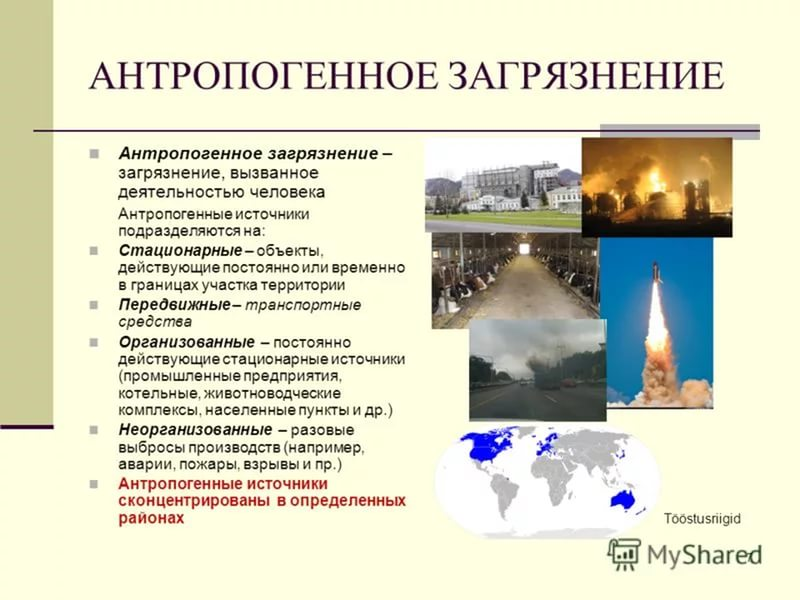 АНТРОПОГЕННОЕ ЗАГРЯЗНЕНИЕ
Антропогенное загрязнение –
загрязнение, вызванное
деятельностью человека
Антропогенные источники
подразделяются на:
Стационарные – объекты,
действующие постоянно или временно
в границах участка территории
Передвижные – транспортные
средства
Организованные – постоянно
действующие стационарные источники
(промышленные предприятия,
котельные, животноводческие
комплексы, населенные пункты и др.)
Неорганизованные – разовые
выбросы производств (например,
аварии, пожары, взрывы и пр.)
Антропогенные источники
сконцентрированы в определенных
районах
Tööstusriigid
MyShared
7